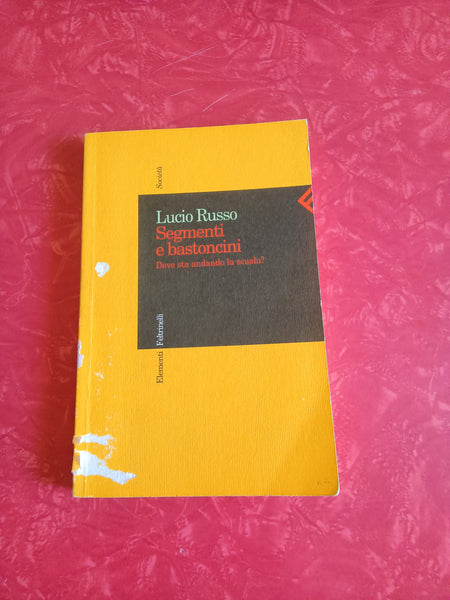 Società
Lucio Russo
Segmenti
e bastoncini
Dove sta andando la scuola?
Elementi Feltrinelli